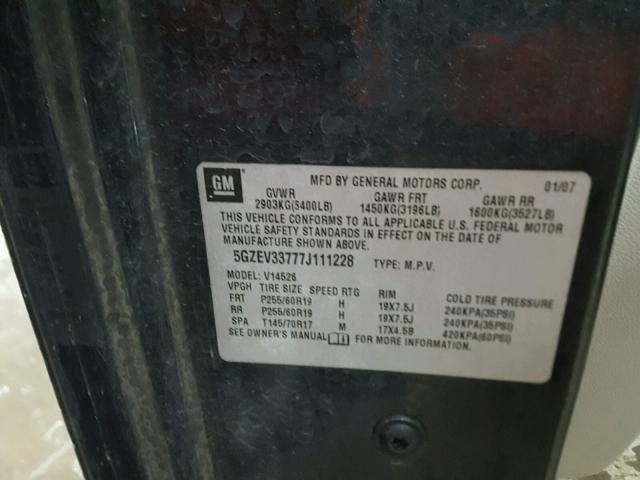 GM
MFD BY GENERAL MOTORS CORP. 01/07
GVWR GAWR FRT GAWR RR
2903KG(6400LB) 1450KG(3196LB) 1600KG(3527LB)
THIS VEHICLE CONFORMS TO ALL APPLICABLE U.S. FEDERAL MOTOR
VEHICLE SAFETY STANDARDS IN EFFECT ON THE DATE OF
MANUFACTURE SHOWN ABOVE.
5GZEV33777J111228 TYPE: M.P.V.
MODEL: V14526
VPGH TIRE SIZE SPEED RTG RIM COLD TIRE PRESSURE
FRT P255/60R19 H 19X7.5J 240KPA(35PSI)
RR P255/60R19 H 19X7.5J 240KPA(35PSI)
SPA T145/70R17 M 17X4.5B 420KPA(60PSI)
SEE OWNER'S MANUAL FOR MORE INFORMATION.